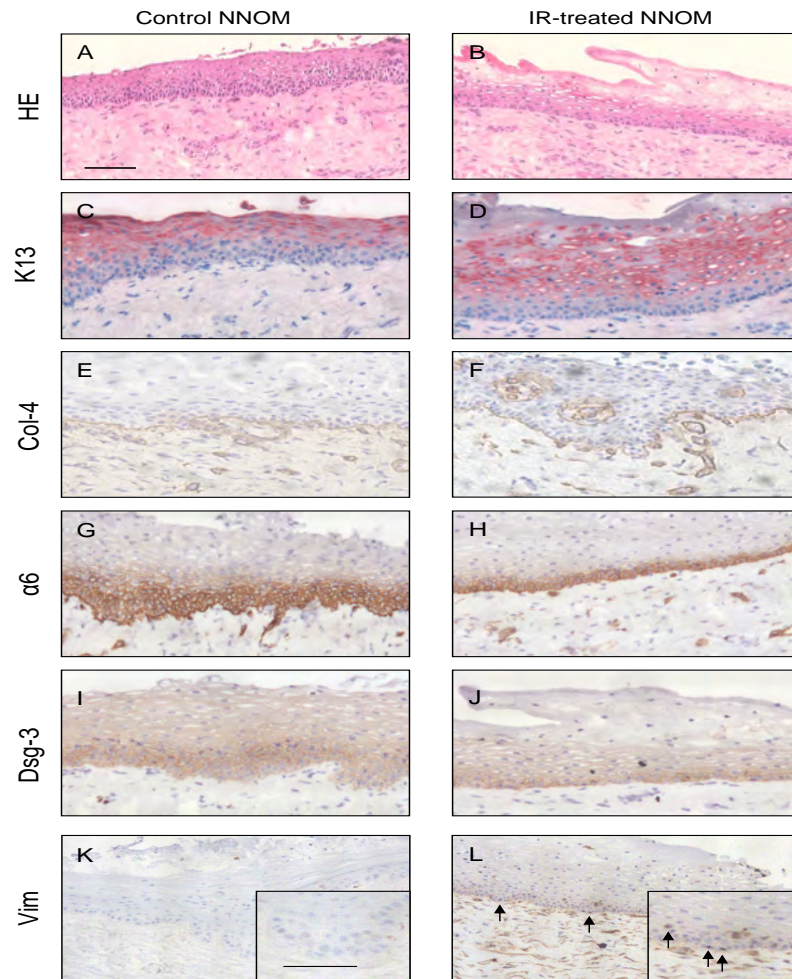 Control NNOM IR-treated NNOM
HE A B
K13 C D
Col-4 E F
α6 G H
Dsg-3 I J
Vim K L